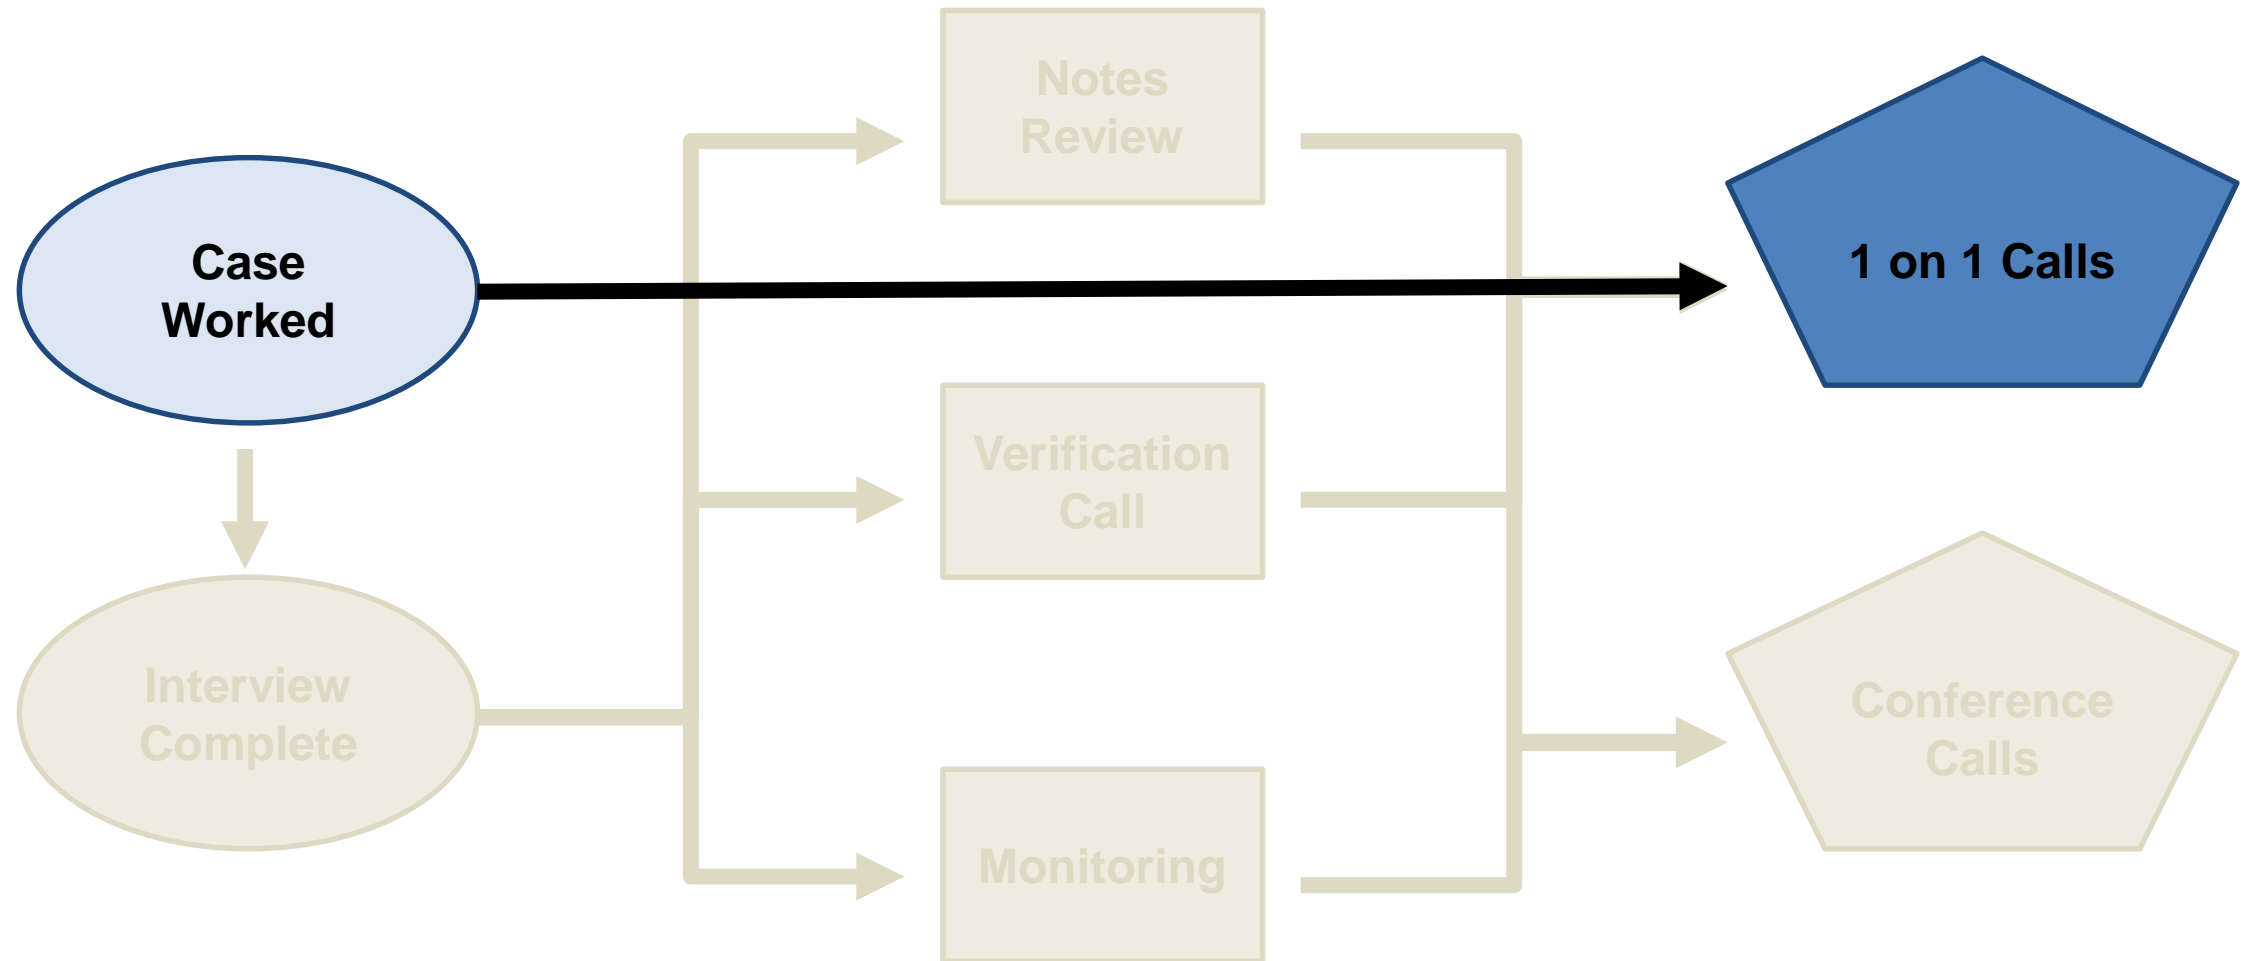 Notes
Review
Case
Worked
1 on 1 Calls
Verification
Call
Interview
Complete
Conference
Calls
Monitoring